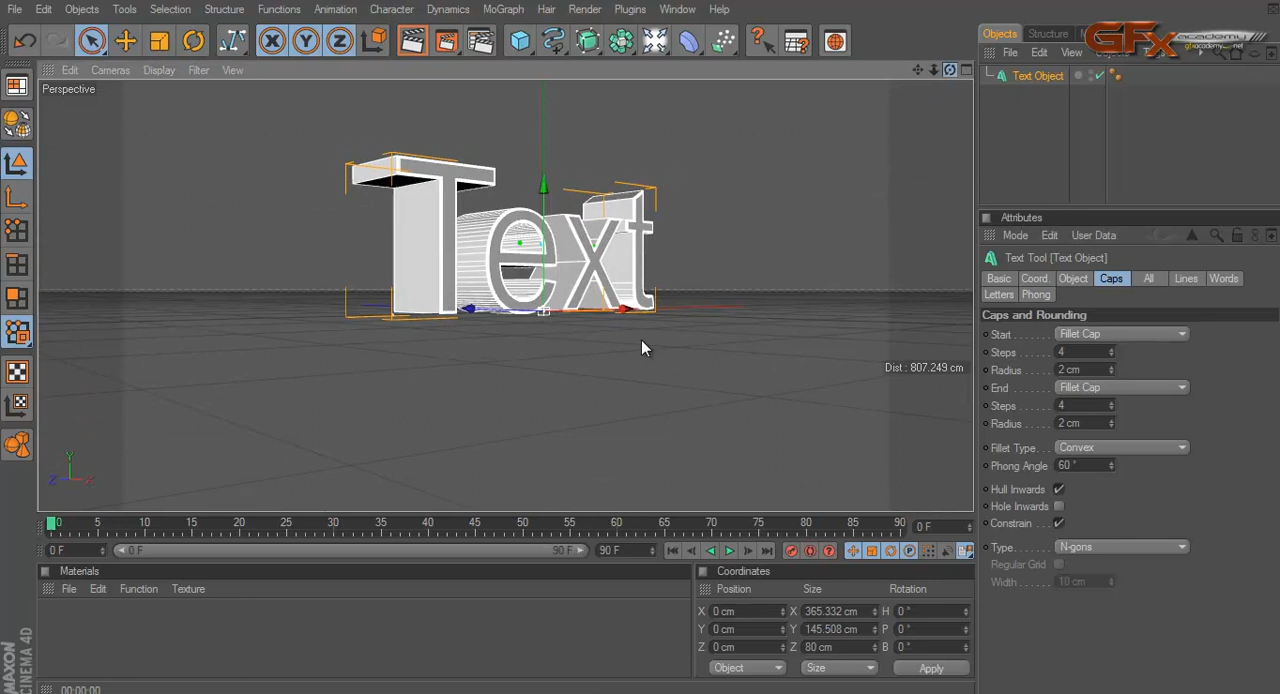 File Edit Objects Tools Selection Structure Functions Animation Character Dynamics MoGraph Hair Render Plugins Window Help
Objects Structure
GFx academy
gfxacademy.net
File Edit View
Edit Cameras Display Filter View
Text Object
Perspective
Text
Dist : 807.249 cm
Y
Z X
Attributes
Mode Edit User Data
Text Tool [Text Object]
Basic Coord. Object Caps All Lines Words
Letters Phong
Caps and Rounding
Start Fillet Cap
Steps 4
Radius 2 cm
End Fillet Cap
Steps 4
Radius 2 cm
Fillet Type Convex
Phong Angle 60 °
Hull Inwards
Hole Inwards
Constrain
Type N-gons
Regular Grid
Width 10 cm
0 5 10 15 20 25 30 35 40 45 50 55 60 65 70 75 80 85 90 0 F
0 F 0 F 90 F 90 F
Materials
File Edit Function Texture
Coordinates
Position Size Rotation
X 0 cm X 365.332 cm H 0 °
Y 0 cm Y 145.508 cm P 0 °
Z 0 cm Z 80 cm B 0 °
Object Size Apply
MAXON
CINEMA 4D
00:00:00